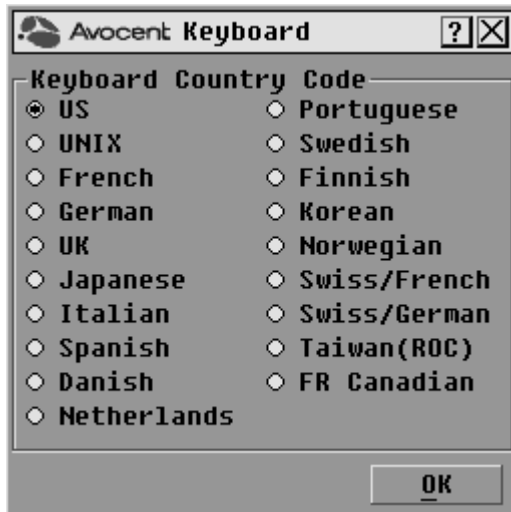 Avocent Keyboard ? X
Keyboard Country Code
US
UNIX
French
German
UK
Japanese
Italian
Spanish
Danish
Netherlands
Portuguese
Swedish
Finnish
Korean
Norwegian
Swiss/French
Swiss/German
Taiwan(ROC)
FR Canadian
OK